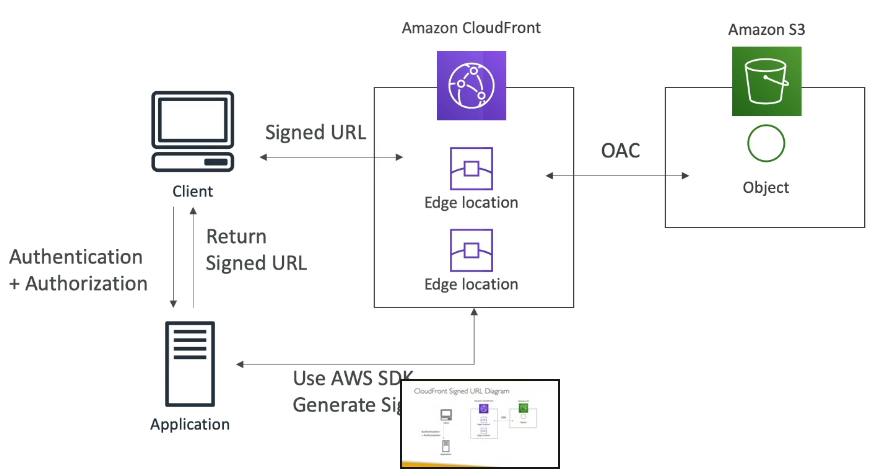 Amazon CloudFront
Amazon S3
Signed URL
OAC
Client
Edge location
Object
Authentication
+ Authorization
Return
Signed URL
Edge location
Application
Use AWS SDK
Generate Sig
CloudFront Signed URL Diagram